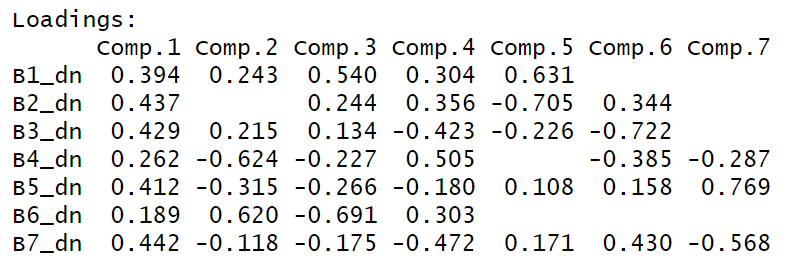 Loadings:
      Comp.1 Comp.2 Comp.3 Comp.4 Comp.5 Comp.6 Comp.7
B1_dn  0.394  0.243  0.540  0.304  0.631
B2_dn  0.437         0.244  0.356 -0.705  0.344
B3_dn  0.429  0.215  0.134 -0.423 -0.226 -0.722
B4_dn  0.262 -0.624 -0.227  0.505        -0.385 -0.287
B5_dn  0.412 -0.315 -0.266 -0.180  0.108  0.158  0.769
B6_dn  0.189  0.620 -0.691  0.303
B7_dn  0.442 -0.118 -0.175 -0.472  0.171  0.430 -0.568